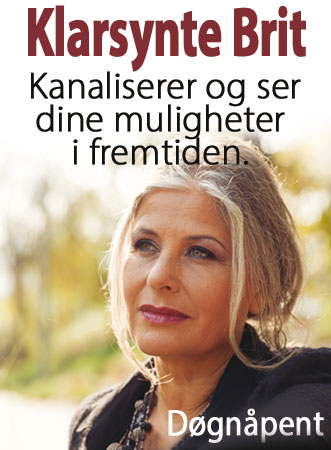 Klarsynte Brit
Kanaliserer og ser
dine muligheter
i fremtiden.
Døgnåpent